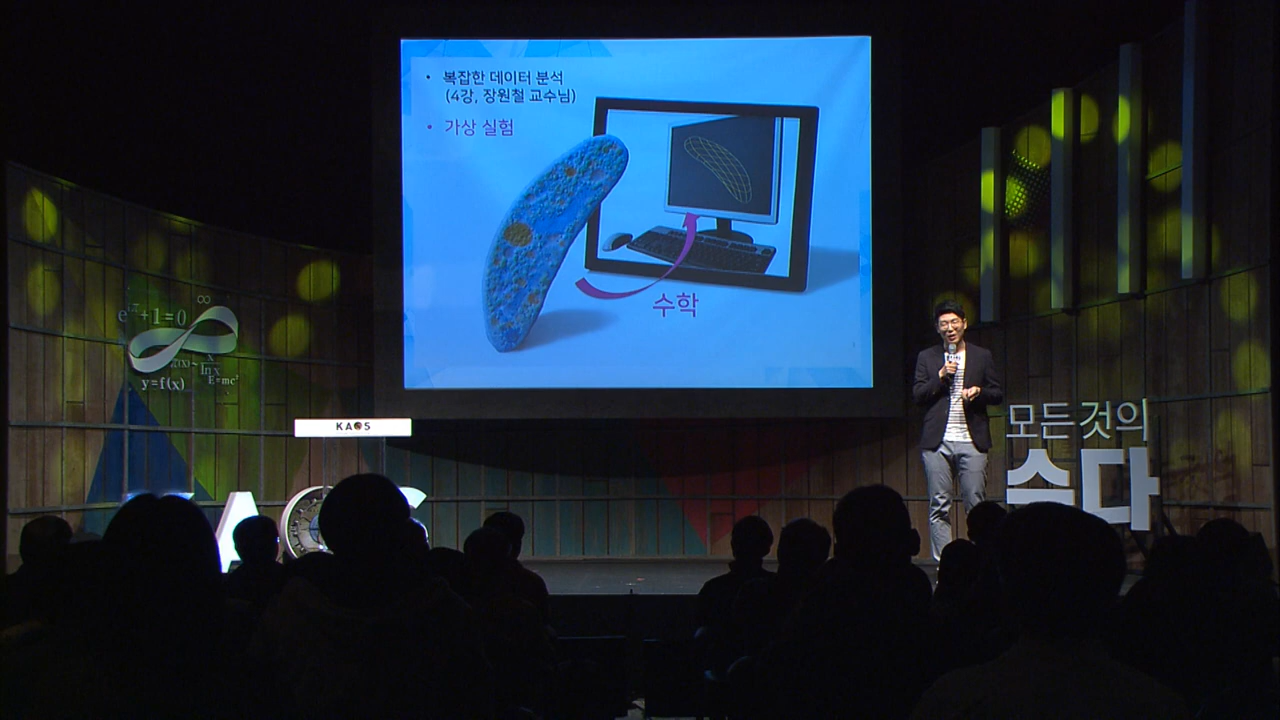 • 복잡한 데이터 분석
(4강, 장원철 교수님)
• 가상 실험
수학
e^iπ+1=0
∞
y=f(x)
E=mc²
KAOS
모든것의
수다